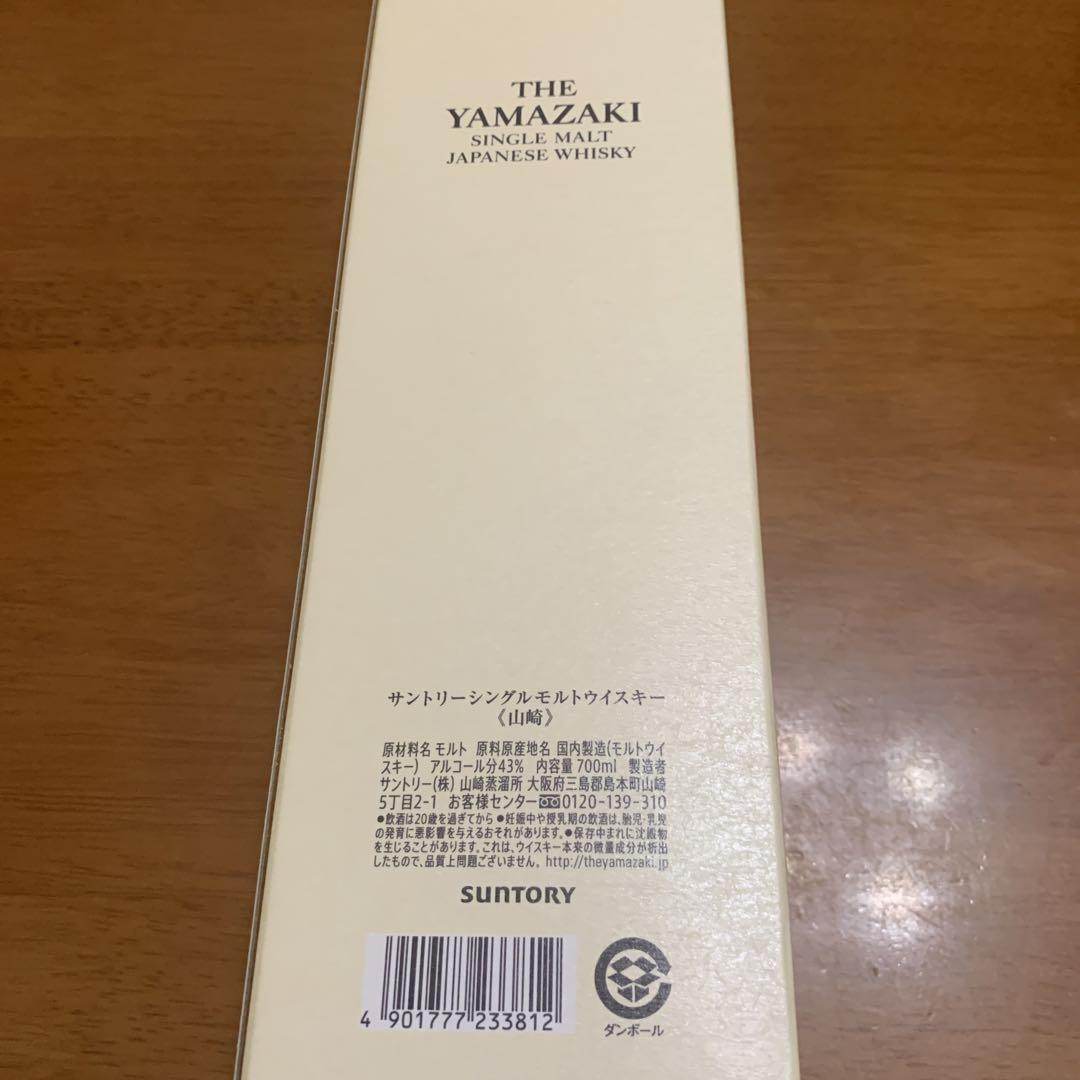 THE
YAMAZAKI
SINGLE MALT
JAPANESE WHISKY
サントリーシングルモルトウイスキー
《山崎》
原材料名 モルト 原料原産地名 国内製造(モルトウイ
スキー) アルコール分43% 内容量 700ml 製造者
サントリー(株) 山崎蒸溜所 大阪府三島郡島本町山崎
5丁目2-1 お客様センター 0120-139-310
●飲酒は20歳を過ぎてから ●妊娠中や授乳期の飲酒は、胎児・乳児
の発育に悪影響を与えるおそれがあります。●保存中まれに沈殿物
を生じることがあります。これは、ウイスキー本来の微量成分が析出
したもので、品質上問題ございません。 http://theyamazaki.jp
SUNTORY
4 901777 233812
ダンボール